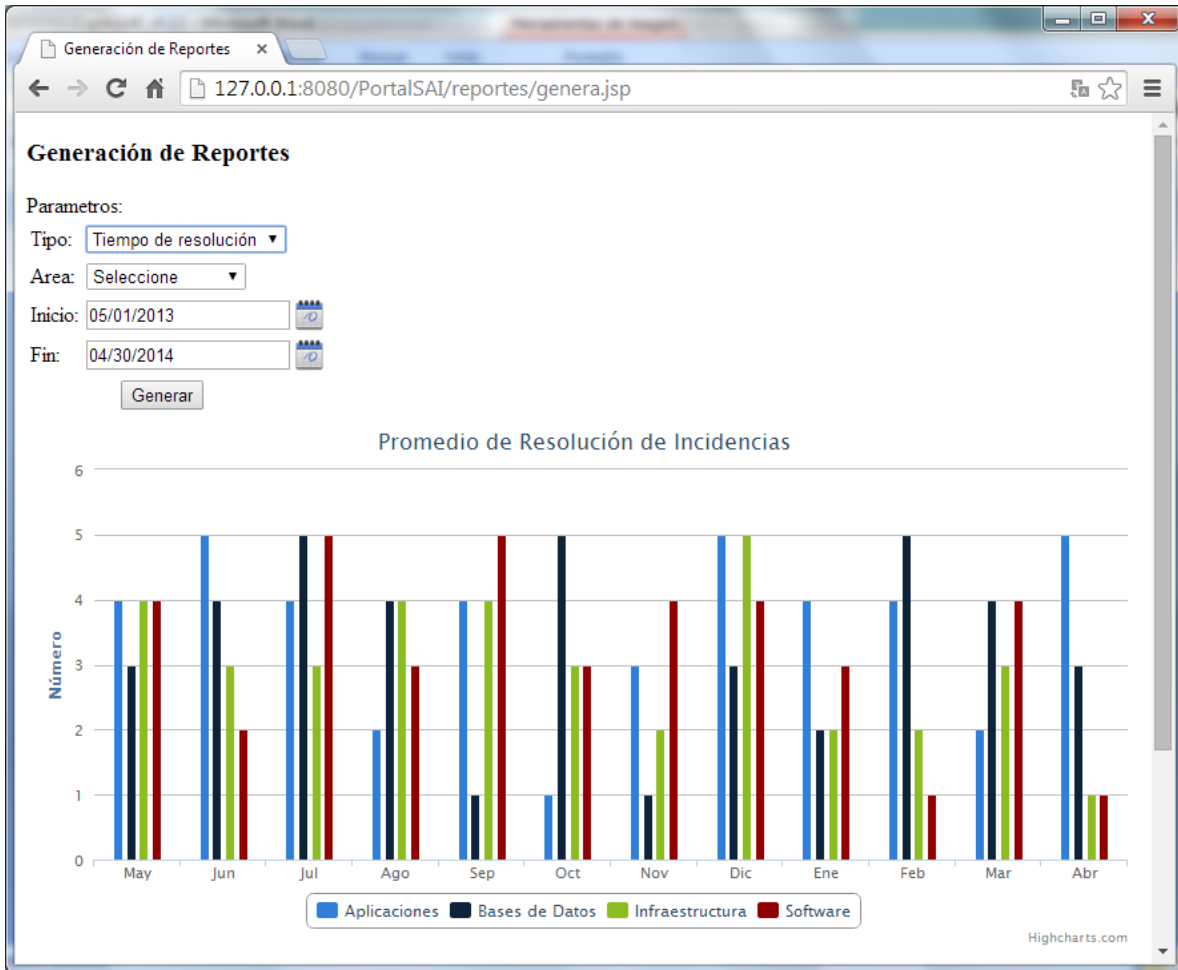 Generación de Reportes
127.0.0.1:8080/PortalSAI/reportes/genera.jsp
Generación de Reportes
Parametros:
Tipo: Tiempo de resolución
Area: Seleccione
Inicio: 05/01/2013
Fin: 04/30/2014
Generar
Promedio de Resolución de Incidencias
6
5
4
3
2
1
0
Número
May Jun Jul Ago Sep Oct Nov Dic Ene Feb Mar Abr
Aplicaciones Bases de Datos Infraestructura Software
Highcharts.com